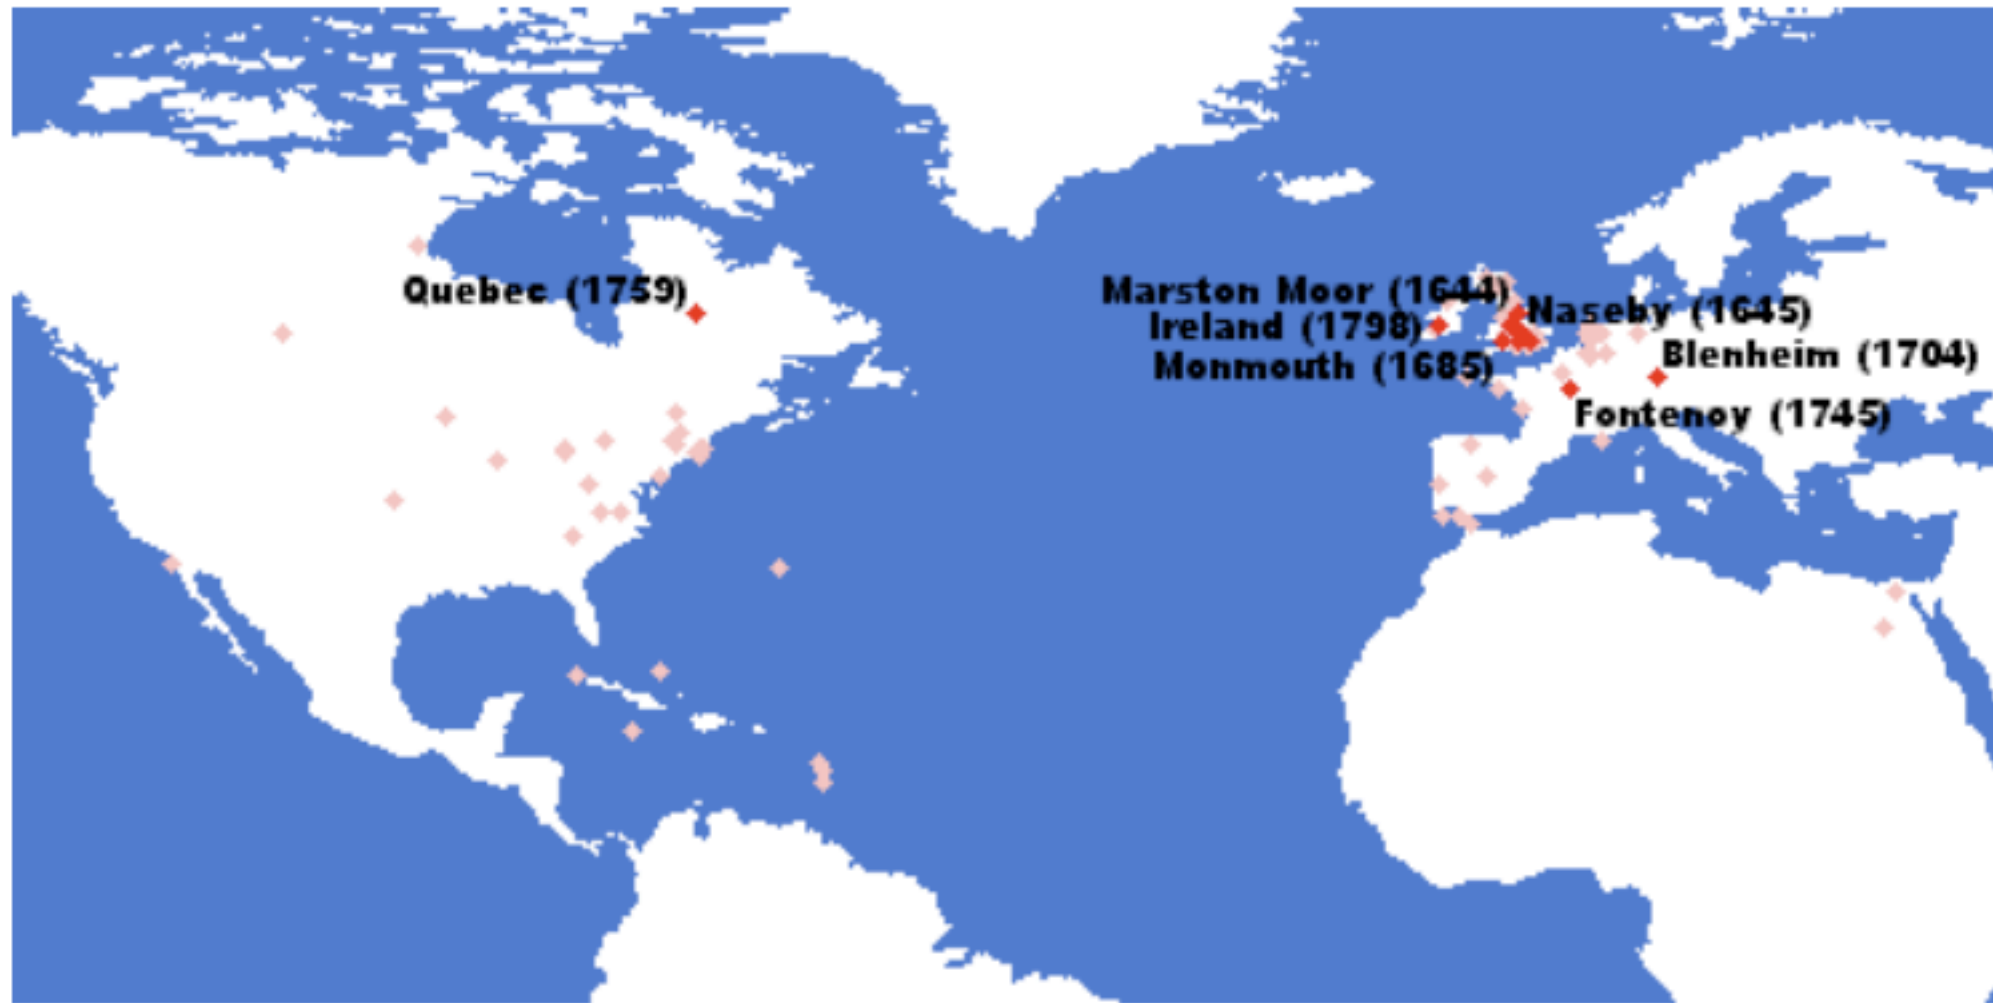 Quebec (1759)
Marston Moor (1644)
Naseby (1645)
Ireland (1798)
Blenheim (1704)
Monmouth (1685)
Fontenoy (1745)